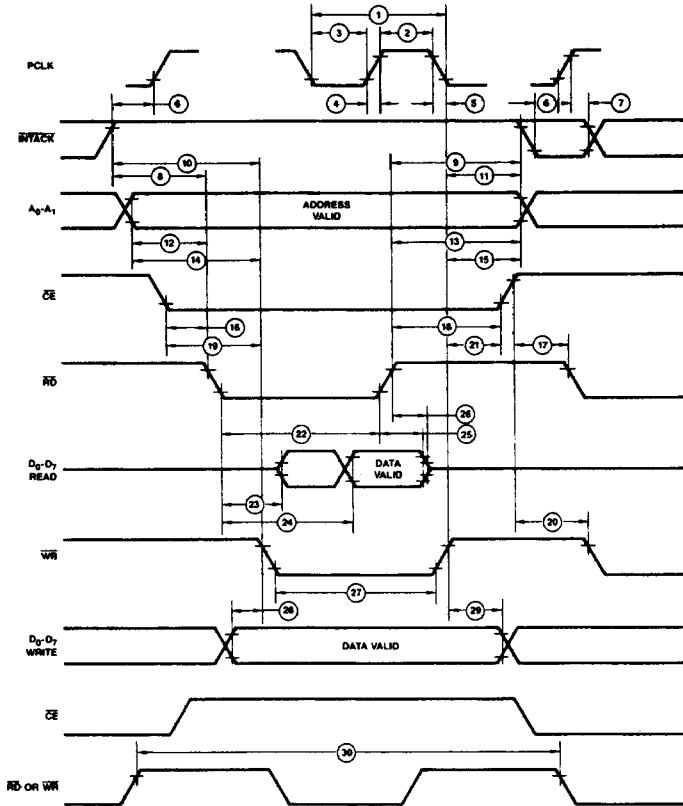 1
3 2
PCLK
6 4 5 6 7
INTACK
10 9
8 11
A0-A1 ADDRESS VALID
12 13
14 15
CE
16 18
19 21 17
RD
26
22 25
D0-D7 READ DATA VALID
23
24 20
WR
27
28 29
D0-D7 WRITE DATA VALID
CE
30
RD OR WR